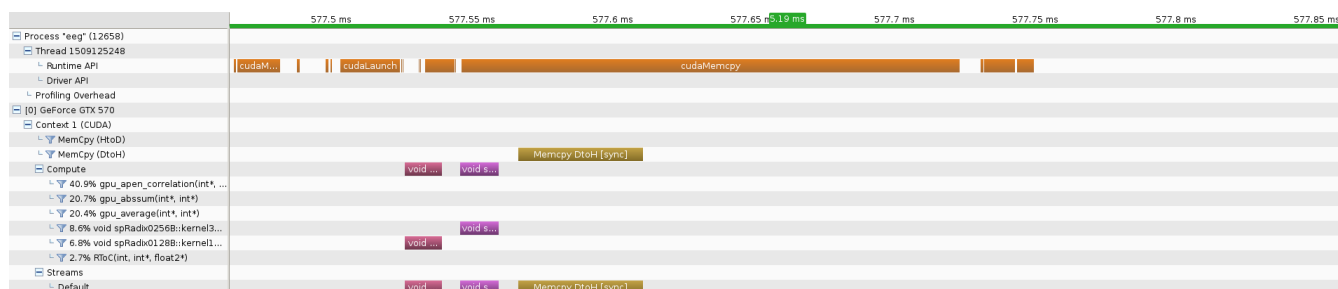 577.5 ms 577.55 ms 577.6 ms 577.65 m 5.19 ms 577.7 ms 577.75 ms 577.8 ms 577.85 ms
Process "eeg" (12658)
Thread 1509125248
Runtime API cudaM... cudaLaunch cudaMemcpy
Driver API
Profiling Overhead
[0] GeForce GTX 570
Context 1 (CUDA)
MemCpy (HtoD)
MemCpy (DtoH) Memcpy DtoH [sync]
Compute void ... void s...
40.9% gpu_apen_correlation(int*, ...
20.7% gpu_abssum(int*, int*)
20.4% gpu_average(int*, int*)
8.6% void spRadix0256B::kernel3... void s...
6.8% void spRadix0128B::kernel1... void ...
2.7% RToC(int, int*, float2*)
Streams
Default void ... void s... Memcpy DtoH [sync]